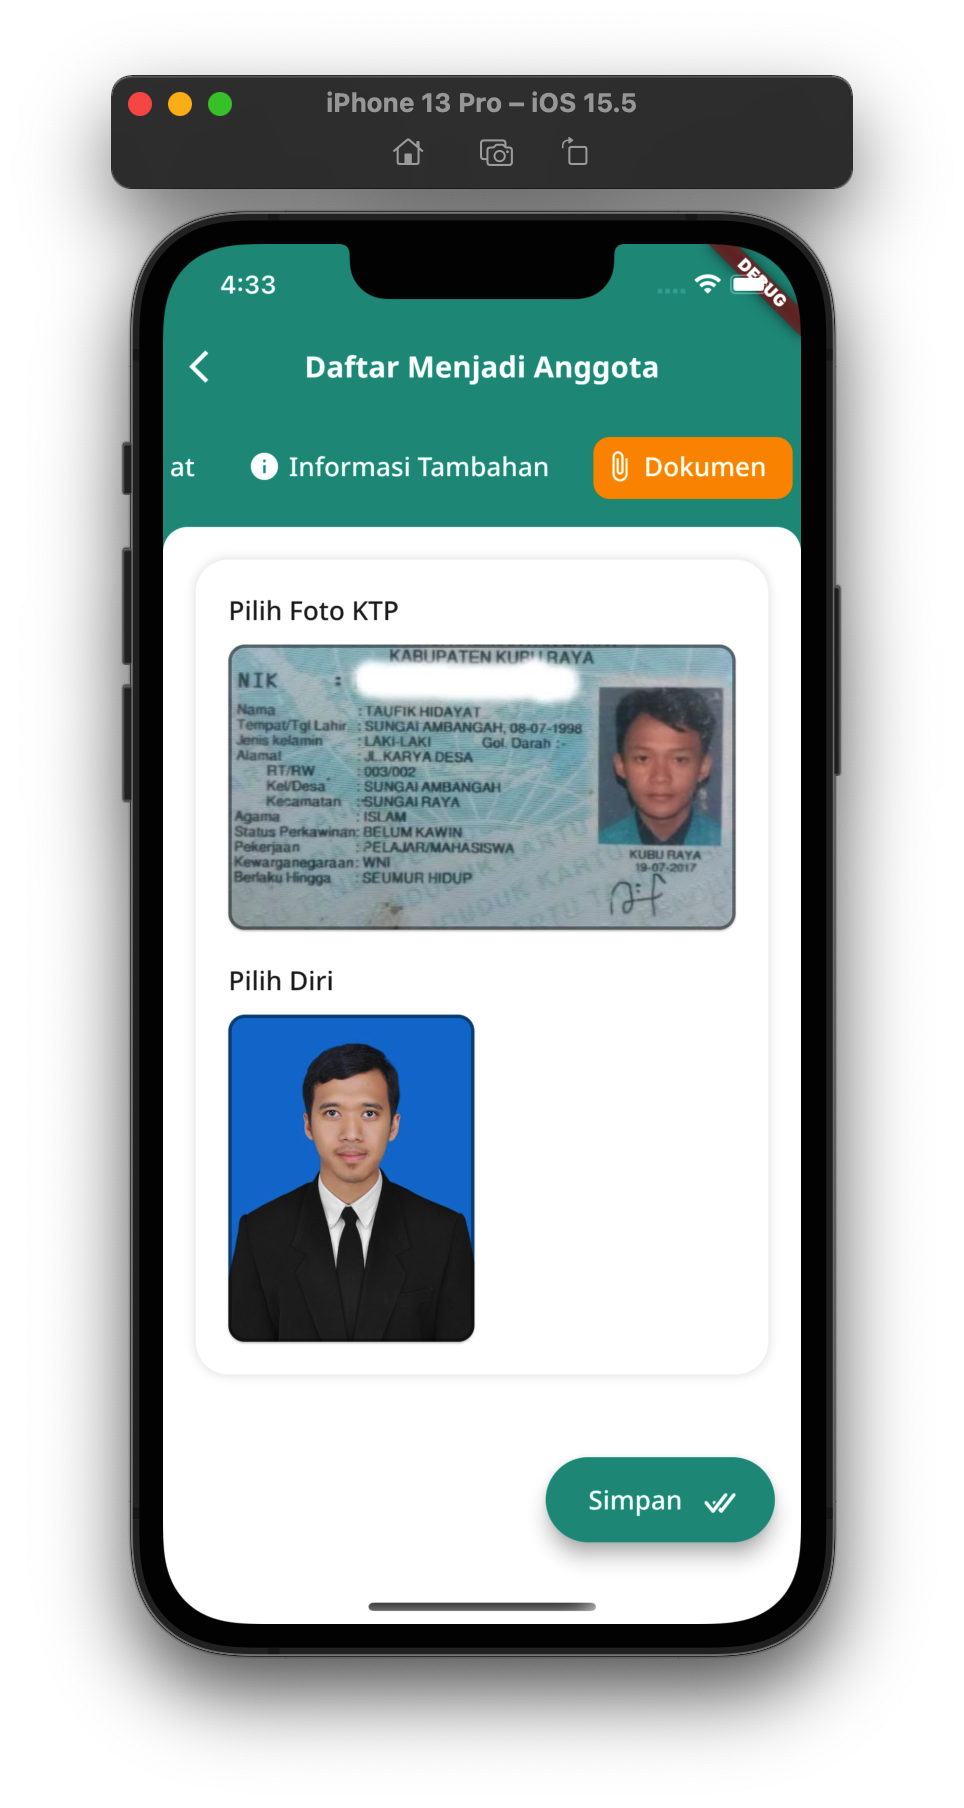 iPhone 13 Pro – iOS 15.5
4:33
DEBUG
Daftar Menjadi Anggota
at
Informasi Tambahan
Dokumen
Pilih Foto KTP
KABUPATEN KUBU RAYA
NIK :
Nama : TAUFIK HIDAYAT
Tempat/Tgl Lahir : SUNGAI AMBANGAH, 08-07-1998
Jenis kelamin : LAKI-LAKI Gol. Darah :-
Alamat : JL. KARYA DESA
RT/RW : 003/002
Kel/Desa : SUNGAI AMBANGAH
Kecamatan : SUNGAI RAYA
Agama : ISLAM
Status Perkawinan: BELUM KAWIN
Pekerjaan : PELAJAR/MAHASISWA
Kewarganegaraan: WNI
Berlaku Hingga : SEUMUR HIDUP
KUBU RAYA
19-07-2017
Pilih Diri
Simpan